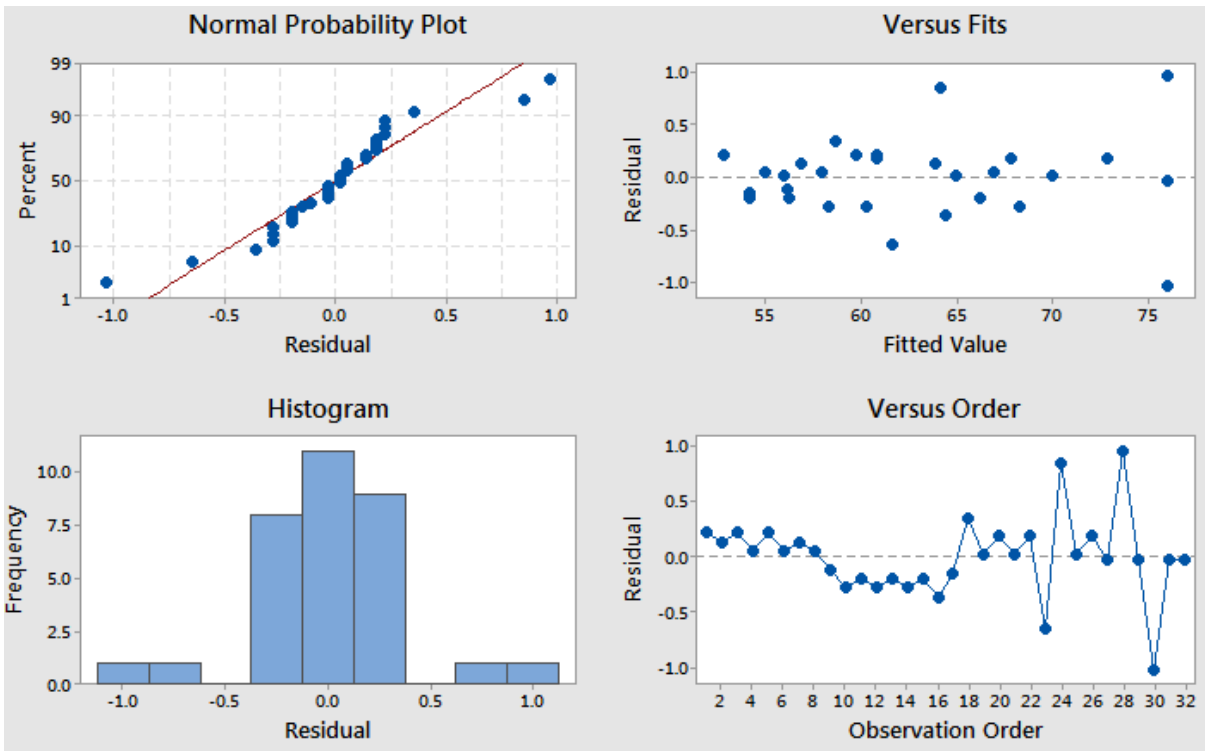 Normal Probability Plot
99
90
50
10
1
Percent
-1.0 -0.5 0.0 0.5 1.0
Residual
Versus Fits
1.0
0.5
0.0
-0.5
-1.0
Residual
55 60 65 70 75
Fitted Value
Histogram
10.0
7.5
5.0
2.5
0.0
Frequency
-1.0 -0.5 0.0 0.5 1.0
Residual
Versus Order
1.0
0.5
0.0
-0.5
-1.0
Residual
2 4 6 8 10 12 14 16 18 20 22 24 26 28 30 32
Observation Order